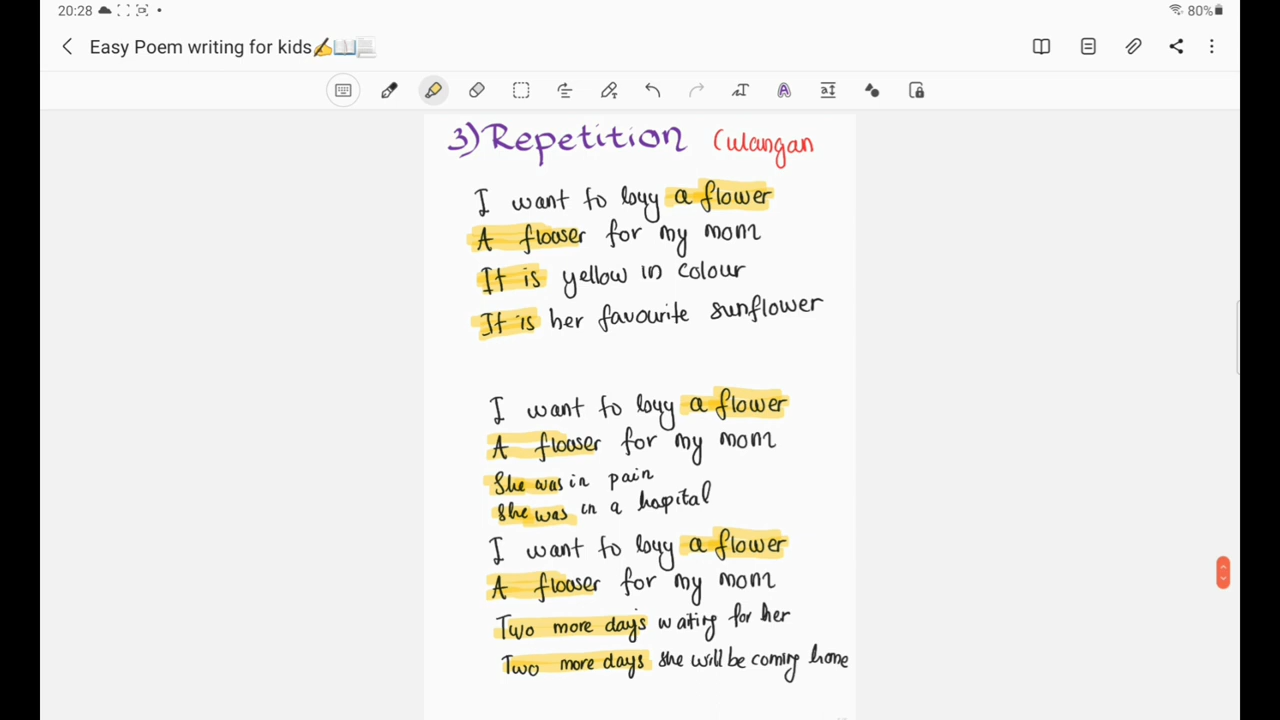 20:28
80%
Easy Poem writing for kids✍📖📃
3) Repetition (ulangan
I want to buy a flower
A flower for my mom
It is yellow in colour
It is her favourite sunflower
I want to buy a flower
A flower for my mom
She was in pain
She was in a hospital
I want to buy a flower
A flower for my mom
Two more days waiting for her
Two more days she will be coming home